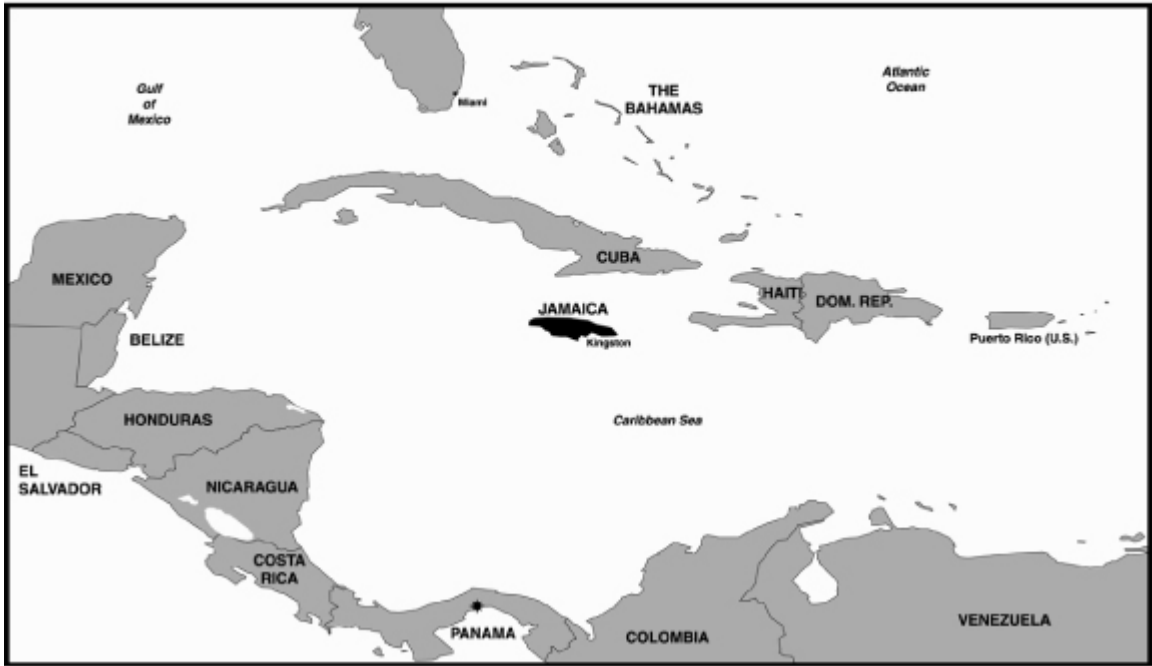 Gulf
of
Mexico
Atlantic
Ocean
Miami
THE
BAHAMAS
CUBA
MEXICO
HAITI
DOM. REP.
JAMAICA
Kingston
BELIZE
Puerto Rico (U.S.)
HONDURAS
Caribbean Sea
EL
SALVADOR
NICARAGUA
COSTA
RICA
PANAMA
COLOMBIA
VENEZUELA